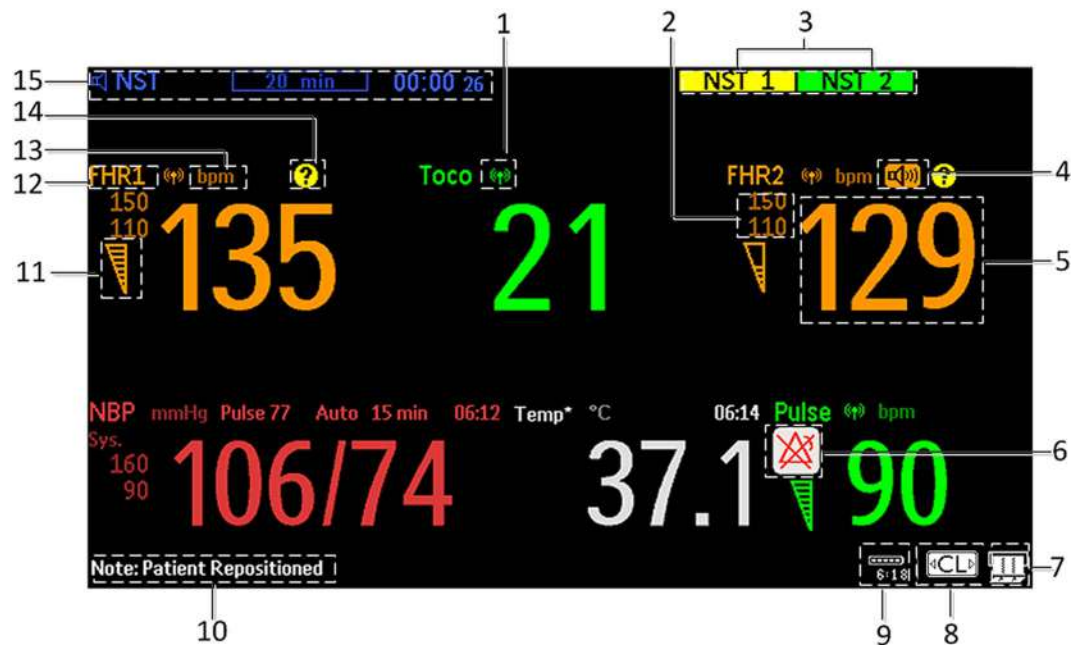 1
2
3
15
NST 20 min 00:00 26
NST 1 NST 2
14
13
12
FHR1 bpm ?
Toco
FHR2 bpm ?
4
150
110
135
21
150
110
129
5
11
NBP mmHg Pulse 77 Auto 15 min 06:12
Temp* °C 06:14
Pulse bpm
Sys.
160
90
106/74
37.1
90
6
Note: Patient Repositioned
6:18
CL
7
10
9
8